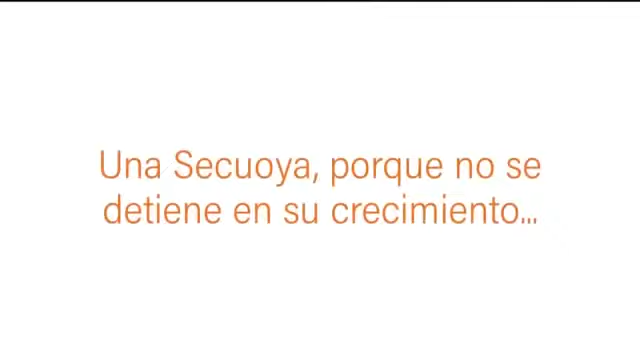 Una Secuoya, porque no se
detiene en su crecimiento...